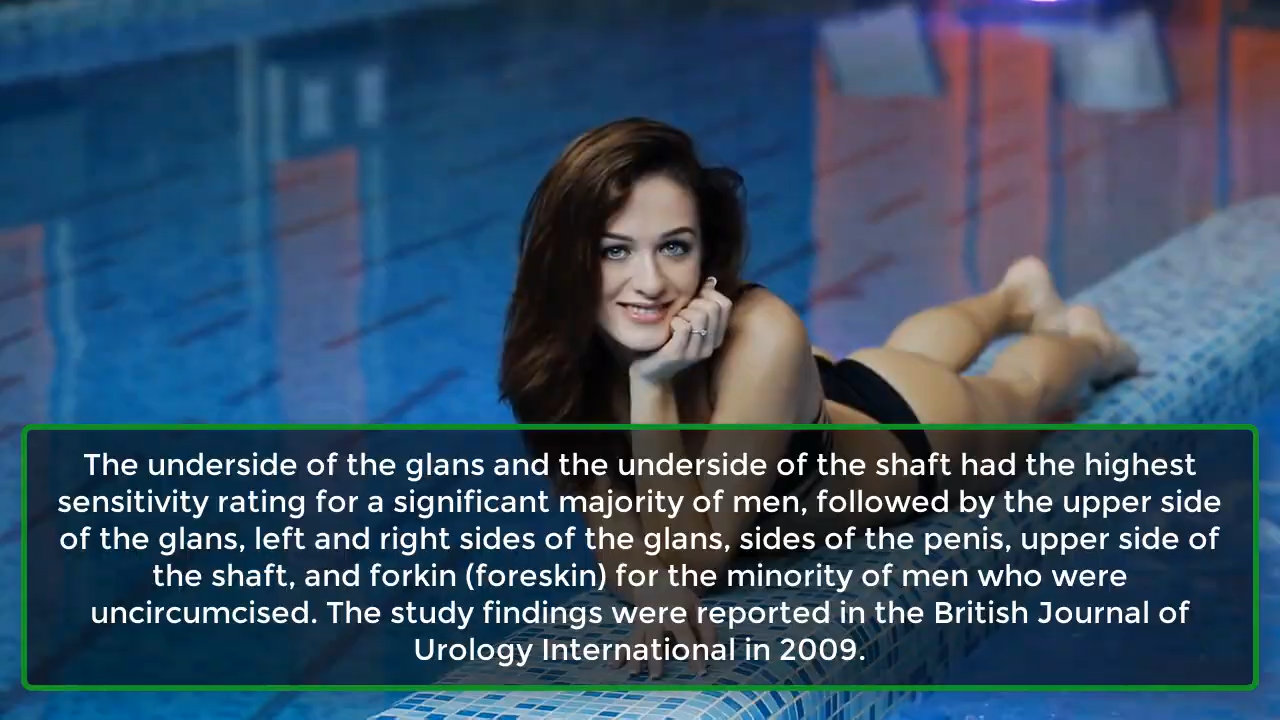 The underside of the glans and the underside of the shaft had the highest
sensitivity rating for a significant majority of men, followed by the upper side
of the glans, left and right sides of the glans, sides of the penis, upper side of
the shaft, and forkin (foreskin) for the minority of men who were
uncircumcised. The study findings were reported in the British Journal of
Urology International in 2009.